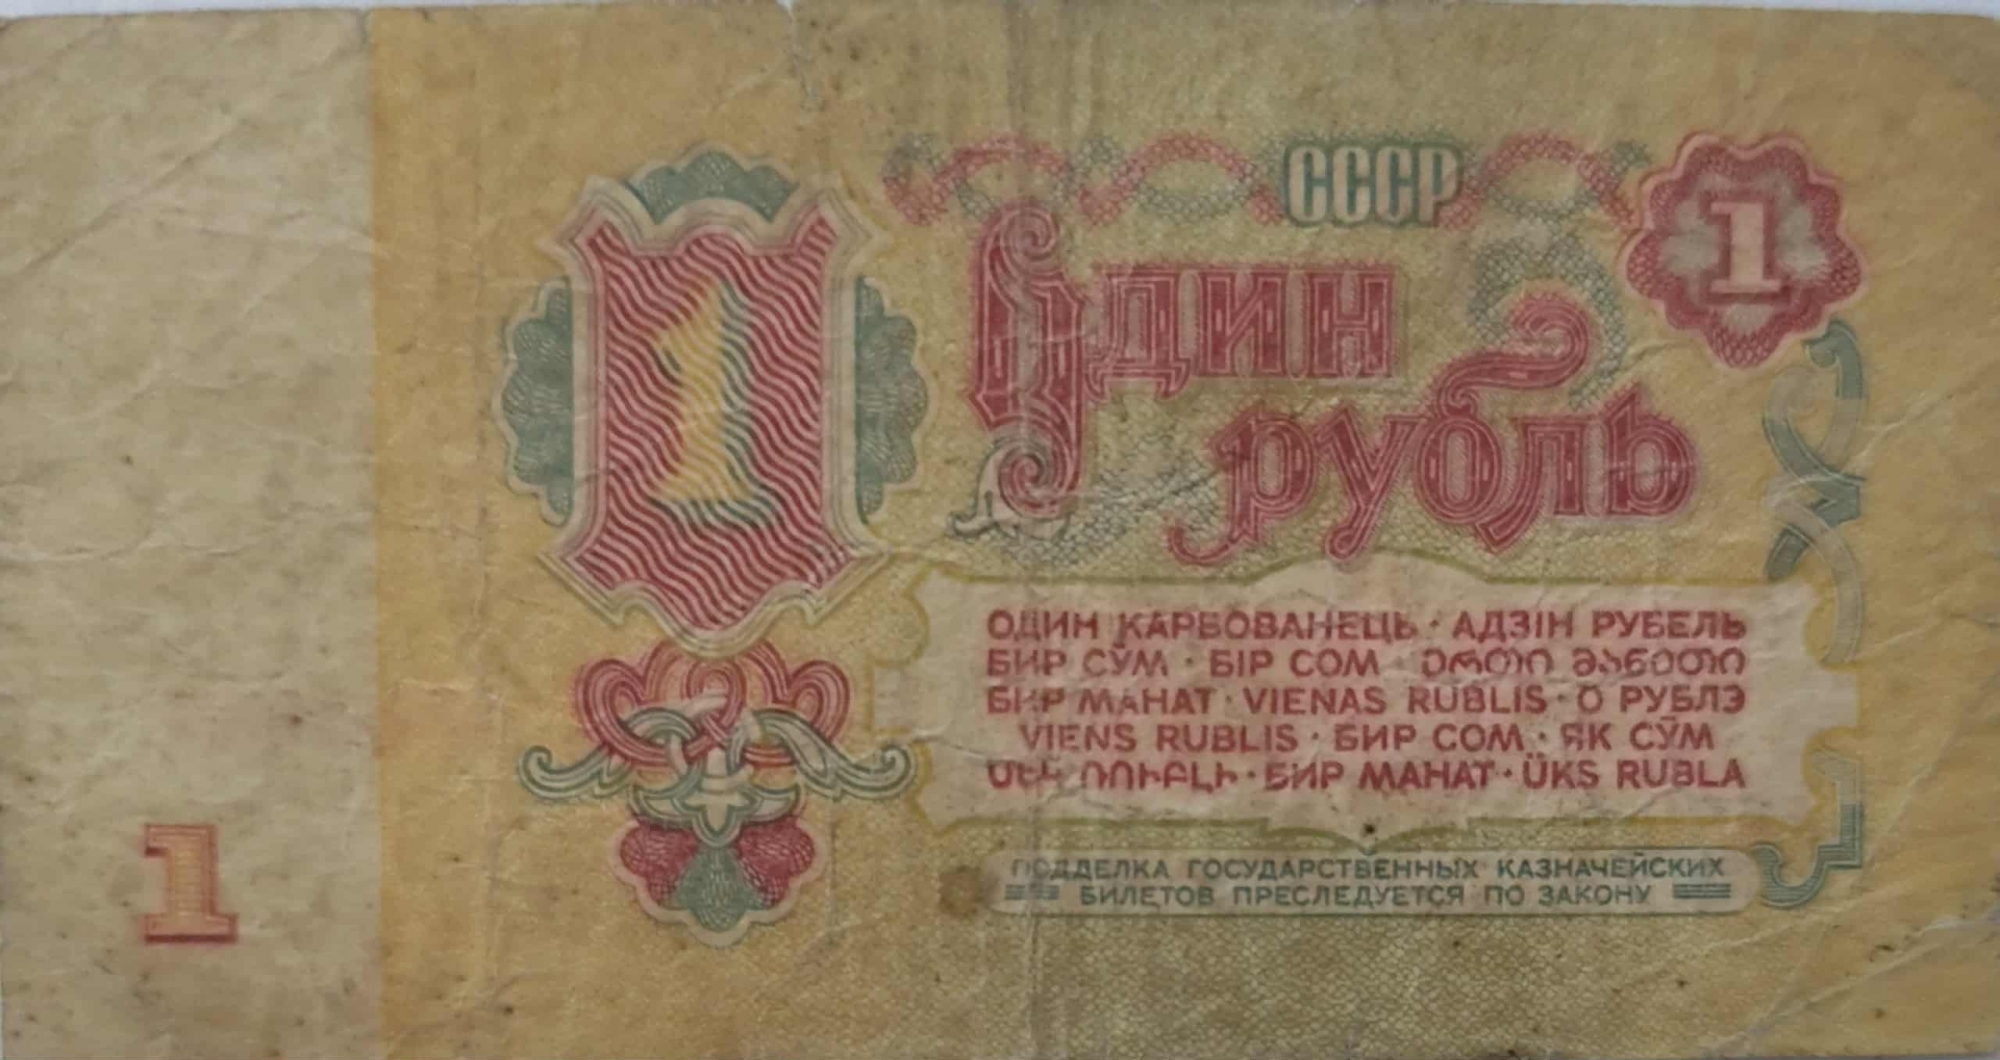 СССР
1
Один
рубль
1
ОДИН КАРБОВАНЕЦЬ · АДЗІН РУБЕЛЬ
БИР СЎМ · БІР СОМ · ერთი მანეთი
БИР МАНАТ · VIENAS RUBLIS · О РУБЛЭ
VIENS RUBLIS · БИР СОМ · ЯК СӮМ
ՄԵԿ ՌՈՒԲԼԻ · БИР МАНАТ · ÜKS RUBLA
ПОДДЕЛКА ГОСУДАРСТВЕННЫХ КАЗНАЧЕЙСКИХ
БИЛЕТОВ ПРЕСЛЕДУЕТСЯ ПО ЗАКОНУ
1